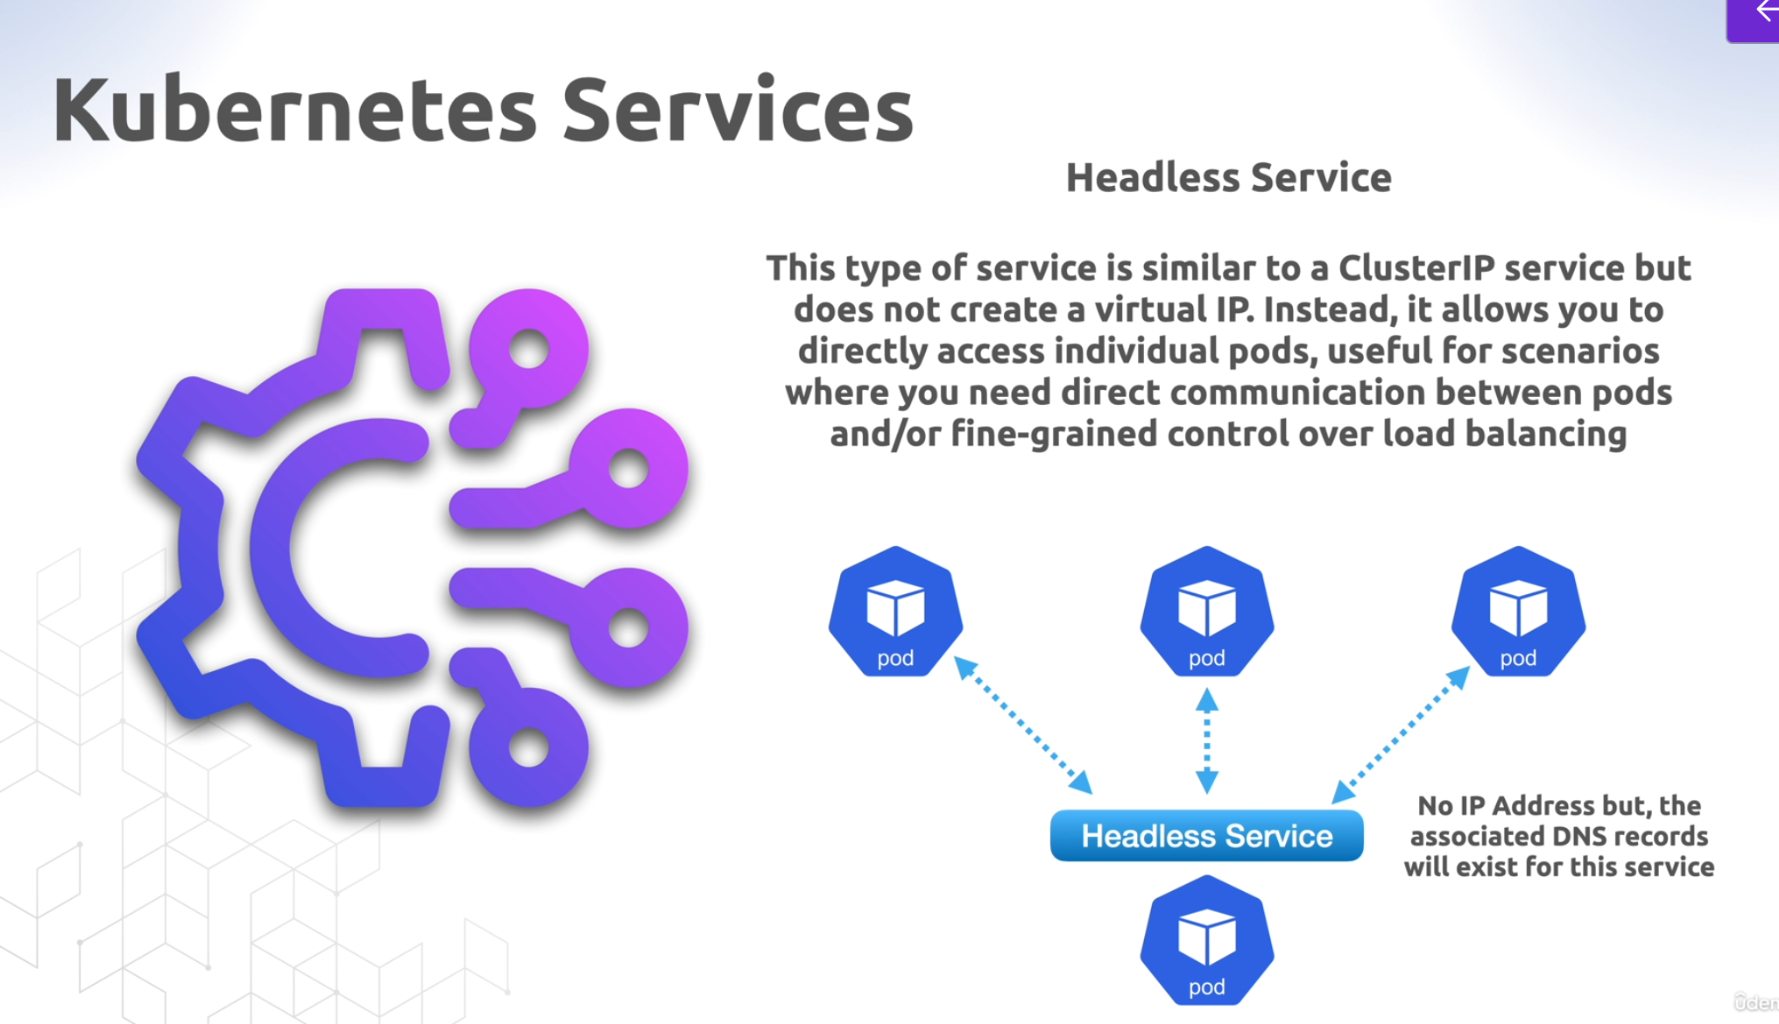 Kubernetes Services
Headless Service
This type of service is similar to a ClusterIP service but
does not create a virtual IP. Instead, it allows you to
directly access individual pods, useful for scenarios
where you need direct communication between pods
and/or fine-grained control over load balancing
pod
pod
pod
Headless Service
No IP Address but, the
associated DNS records
will exist for this service
pod